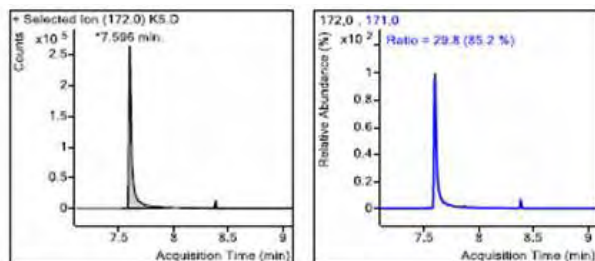 + Selected Ion (172.0) K5.D
x10 5
*7.596 min.
Counts
2.5
2
1.5
1
0.5
0
7.5 8 8.5 9
Acquisition Time (min)
172,0 , 171,0
x10 2
Ratio = 29.8 (85.2 %)
Relative Abundance (%)
1
0.8
0.6
0.4
0.2
0
7.5 8 8.5 9
Acquisition Time (min)